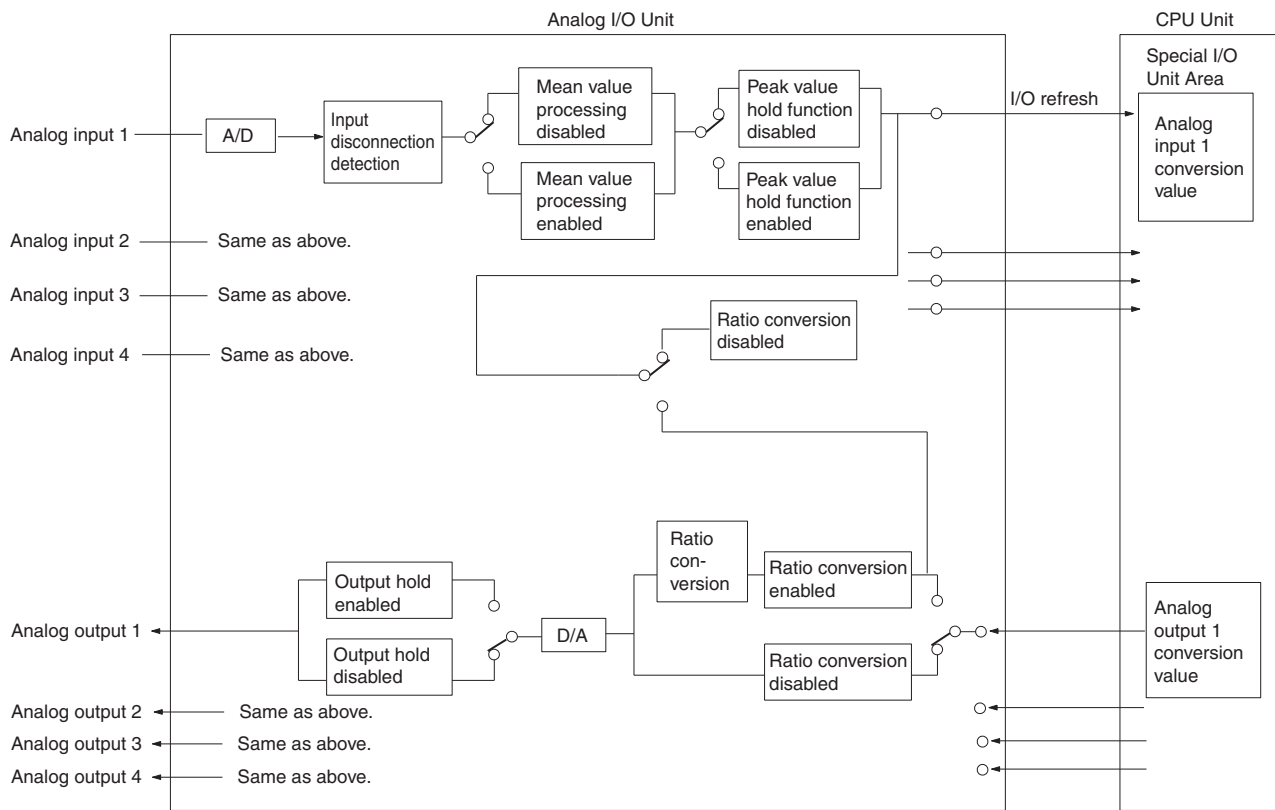 Analog I/O Unit
CPU Unit
Special I/O
Unit Area
I/O refresh
Analog input 1
A/D
Input
disconnection
detection
Mean value
processing
disabled
Mean value
processing
enabled
Peak value
hold function
disabled
Peak value
hold function
enabled
Analog
input 1
conversion
value
Analog input 2
Same as above.
Analog input 3
Same as above.
Analog input 4
Same as above.
Ratio conversion
disabled
Ratio
con-
version
Ratio conversion
enabled
Output hold
enabled
Analog output 1
D/A
Output hold
disabled
Ratio conversion
disabled
Analog
output 1
conversion
value
Analog output 2
Same as above.
Analog output 3
Same as above.
Analog output 4
Same as above.